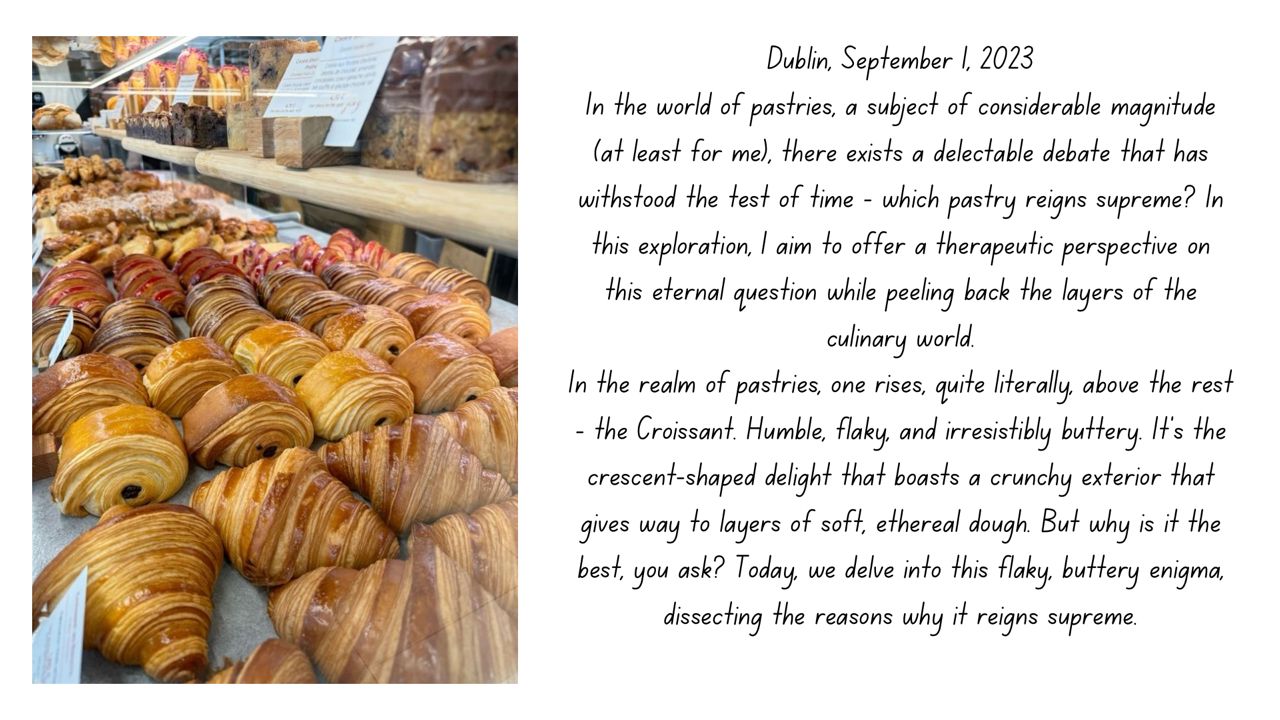 Dublin, September 1, 2023
In the world of pastries, a subject of considerable magnitude
(at least for me), there exists a delectable debate that has
withstood the test of time - which pastry reigns supreme? In
this exploration, I aim to offer a therapeutic perspective on
this eternal question while peeling back the layers of the
culinary world.
In the realm of pastries, one rises, quite literally, above the rest
- the Croissant. Humble, flaky, and irresistibly buttery. It's the
crescent-shaped delight that boasts a crunchy exterior that
gives way to layers of soft, ethereal dough. But why is it the
best, you ask? Today, we delve into this flaky, buttery enigma,
dissecting the reasons why it reigns supreme.